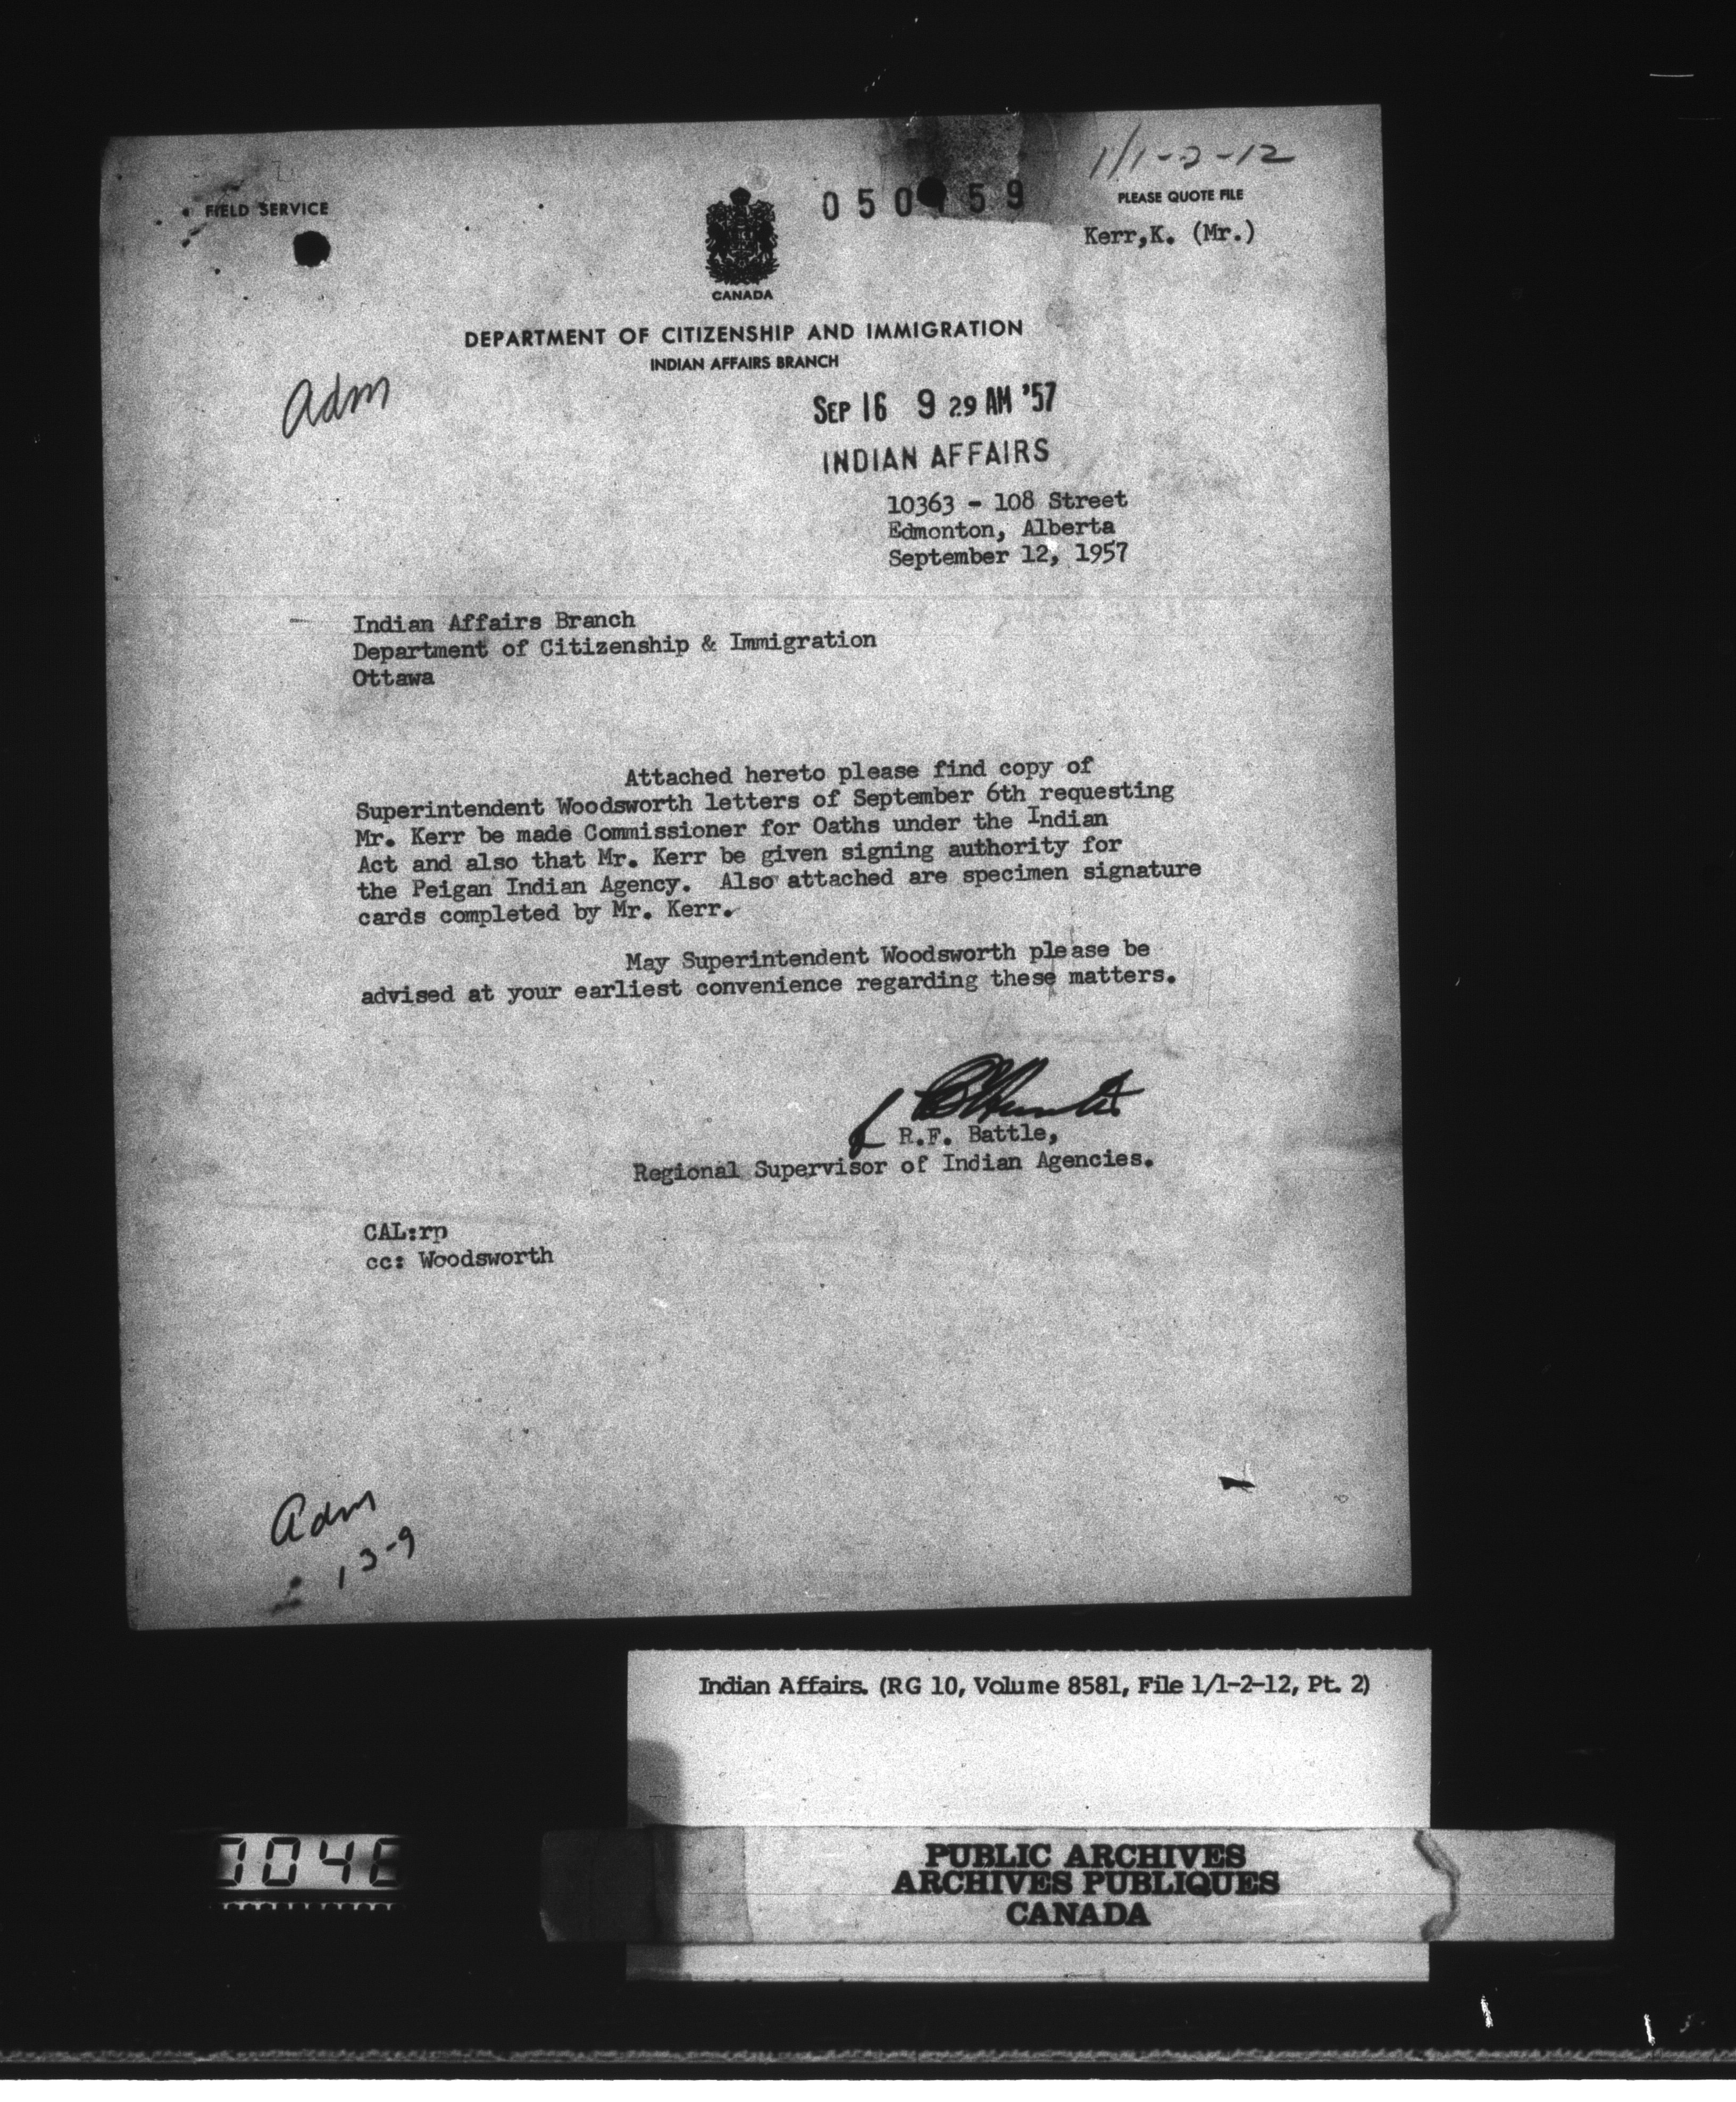 1/1-2-12
FIELD SERVICE
050 59
PLEASE QUOTE FILE
Kerr,K. (Mr.)
CANADA
DEPARTMENT OF CITIZENSHIP AND IMMIGRATION
INDIAN AFFAIRS BRANCH
Adm
SEP 16 9 29 AM '57
INDIAN AFFAIRS
10363 - 108 Street
Edmonton, Alberta
September 12, 1957
Indian Affairs Branch
Department of Citizenship & Immigration
Ottawa
Attached hereto please find copy of
Superintendent Woodsworth letters of September 6th requesting
Mr. Kerr be made Commissioner for Oaths under the Indian
Act and also that Mr. Kerr be given signing authority for
the Peigan Indian Agency. Also attached are specimen signature
cards completed by Mr. Kerr.
May Superintendent Woodsworth please be
advised at your earliest convenience regarding these matters.
R.F. Battle,
Regional Supervisor of Indian Agencies.
CAL:rp
cc: Woodsworth
Adm
13-9
Indian Affairs. (RG 10, Volume 8581, File 1/1-2-12, Pt. 2)
PUBLIC ARCHIVES
ARCHIVES PUBLIQUES
CANADA